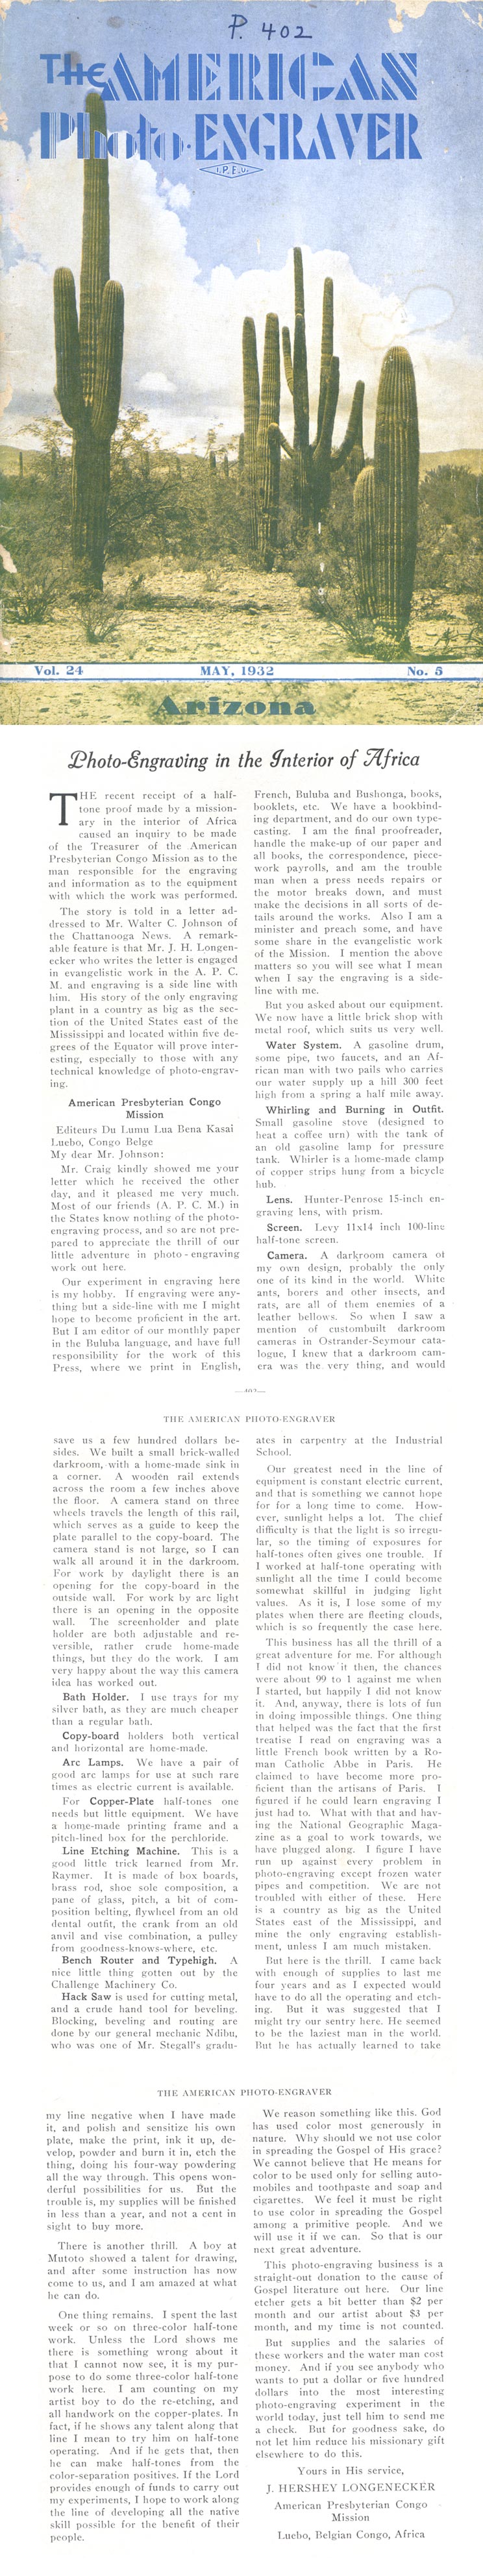 P. 402
The AMERICAN
Photo-ENGRAVER
I.P.E.U.
Vol. 24 MAY, 1932 No. 5
Arizona
Photo-Engraving in the Interior of Africa
THE recent receipt of a half-
tone proof made by a mission-
ary in the interior of Africa
caused an inquiry to be made
of the Treasurer of the American
Presbyterian Congo Mission as to the
man responsible for the engraving
and information as to the equipment
with which the work was performed.
The story is told in a letter ad-
dressed to Mr. Walter C. Johnson of
the Chattanooga News. A remark-
able feature is that Mr. J. H. Longen-
ecker who writes the letter is engaged
in evangelistic work in the A. P. C.
M. and engraving is a side line with
him. His story of the only engraving
plant in a country as big as the sec-
tion of the United States east of the
Mississippi and located within five de-
grees of the Equator will prove inter-
esting, especially to those with any
technical knowledge of photo-engrav-
ing.
American Presbyterian Congo
Mission
Editeurs Du Lumu Lua Bena Kasai
Luebo, Congo Belge
My dear Mr. Johnson:
Mr. Craig kindly showed me your
letter which he received the other
day, and it pleased me very much.
Most of our friends (A. P. C. M.) in
the States know nothing of the photo-
engraving process, and so are not pre-
pared to appreciate the thrill of our
little adventure in photo-engraving
work out here.
Our experiment in engraving here
is my hobby. If engraving were any-
thing but a side-line with me I might
hope to become proficient in the art.
But I am editor of our monthly paper
in the Buluba language, and have full
responsibility for the work of this
Press, where we print in English,
French, Buluba and Bushonga, books,
booklets, etc. We have a bookbind-
ing department, and do our own type-
casting. I am the final proofreader,
handle the make-up of our paper and
all books, the correspondence, piece-
work payrolls, and am the trouble
man when a press needs repairs or
the motor breaks down, and must
make the decisions in all sorts of de-
tails around the works. Also I am a
minister and preach some, and have
some share in the evangelistic work
of the Mission. I mention the above
matters so you will see what I mean
when I say the engraving is a side-
line with me.
But you asked about our equipment.
We now have a little brick shop with
metal roof, which suits us very well.
Water System. A gasoline drum,
some pipe, two faucets, and an Af-
rican man with two pails who carries
our water supply up a hill 300 feet
high from a spring a half mile away.
Whirling and Burning in Outfit.
Small gasoline stove (designed to
heat a coffee urn) with the tank of
an old gasoline lamp for pressure
tank. Whirler is a home-made clamp
of copper strips hung from a bicycle
hub.
Lens. Hunter-Penrose 15-inch en-
graving lens, with prism.
Screen. Levy 11x14 inch 100-line
half-tone screen.
Camera. A darkroom camera of
my own design, probably the only
one of its kind in the world. White
ants, borers and other insects, and
rats, are all of them enemies of a
leather bellows. So when I saw a
mention of custombuilt darkroom
cameras in Ostrander-Seymour cata-
logue, I knew that a darkroom cam-
era was the very thing, and would
THE AMERICAN PHOTO-ENGRAVER
save us a few hundred dollars be-
sides. We built a small brick-walled
darkroom, with a home-made sink in
a corner. A wooden rail extends
across the room a few inches above
the floor. A camera stand on three
wheels travels the length of this rail,
which serves as a guide to keep the
plate parallel to the copy-board. The
camera stand is not large, so I can
walk all around it in the darkroom.
For work by daylight there is an
opening for the copy-board in the
outside wall. For work by arc light
there is an opening in the opposite
wall. The screenholder and plate
holder are both adjustable and re-
versible, rather crude home-made
things, but they do the work. I am
very happy about the way this camera
idea has worked out.
Bath Holder. I use trays for my
silver bath, as they are much cheaper
than a regular bath.
Copy-board holders both vertical
and horizontal are home-made.
Arc Lamps. We have a pair of
good arc lamps for use at such rare
times as electric current is available.
For Copper-Plate half-tones one
needs but little equipment. We have
a home-made printing frame and a
pitch-lined box for the perchloride.
Line Etching Machine. This is a
good little trick learned from Mr.
Raymer. It is made of box boards,
brass rod, shoe sole composition, a
pane of glass, pitch, a bit of com-
position belting, flywheel from an old
dental outfit, the crank from an old
anvil and vise combination, a pulley
from goodness-knows-where, etc.
Bench Router and Typehigh. A
nice little thing gotten out by the
Challenge Machinery Co.
Hack Saw is used for cutting metal,
and a crude hand tool for beveling.
Blocking, beveling and routing are
done by our general mechanic Ndibu,
who was one of Mr. Stegall's gradu-
ates in carpentry at the Industrial
School.
Our greatest need in the line of
equipment is constant electric current,
and that is something we cannot hope
for for a long time to come. How-
ever, sunlight helps a lot. The chief
difficulty is that the light is so irregu-
lar, so the timing of exposures for
half-tones often gives one trouble. If
I worked at half-tone operating with
sunlight all the time I could become
somewhat skillful in judging light
values. As it is, I lose some of my
plates when there are fleeting clouds,
which is so frequently the case here.
This business has all the thrill of a
great adventure for me. For although
I did not know it then, the chances
were about 99 to 1 against me when
I started, but happily I did not know
it. And, anyway, there is lots of fun
in doing impossible things. One thing
that helped was the fact that the first
treatise I read on engraving was a
little French book written by a Ro-
man Catholic Abbe in Paris. He
claimed to have become more pro-
ficient than the artisans of Paris. I
figured if he could learn engraving I
just had to. What with that and hav-
ing the National Geographic Maga-
zine as a goal to work towards, we
have plugged along. I figure I have
run up against every problem in
photo-engraving except frozen water
pipes and competition. We are not
troubled with either of these. Here
is a country as big as the United
States east of the Mississippi, and
mine the only engraving establish-
ment, unless I am much mistaken.
But here is the thrill. I came back
with enough of supplies to last me
four years and as I expected would
have to do all the operating and etch-
ing. But it was suggested that I
might try our sentry here. He seemed
to be the laziest man in the world.
But he has actually learned to take
THE AMERICAN PHOTO-ENGRAVER
my line negative when I have made
it, and polish and sensitize his own
plate, make the print, ink it up, de-
velop, powder and burn it in, etch the
thing, doing his four-way powdering
all the way through. This opens won-
derful possibilities for us. But the
trouble is, my supplies will be finished
in less than a year, and not a cent in
sight to buy more.
There is another thrill. A boy at
Mutoto showed a talent for drawing,
and after some instruction has now
come to us, and I am amazed at what
he can do.
One thing remains. I spent the last
week or so on three-color half-tone
work. Unless the Lord shows me
there is something wrong about it
that I cannot now see, it is my pur-
pose to do some three-color half-tone
work here. I am counting on my
artist boy to do the re-etching, and
all handwork on the copper-plates. In
fact, if he shows any talent along that
line I mean to try him on half-tone
operating. And if he gets that, then
he can make half-tones from the
color-separation positives. If the Lord
provides enough of funds to carry out
my experiments, I hope to work along
the line of developing all the native
skill possible for the benefit of their
people.
We reason something like this. God
has used color most generously in
nature. Why should we not use color
in spreading the Gospel of His grace?
We cannot believe that He means for
color to be used only for selling auto-
mobiles and toothpaste and soap and
cigarettes. We feel it must be right
to use color in spreading the Gospel
among a primitive people. And we
will use it if we can. So that is our
next great adventure.
This photo-engraving business is a
straight-out donation to the cause of
Gospel literature out here. Our line
etcher gets a bit better than $2 per
month and our artist about $3 per
month, and my time is not counted.
But supplies and the salaries of
these workers and the water man cost
money. And if you see anybody who
wants to put a dollar or five hundred
dollars into the most interesting
photo-engraving experiment in the
world today, just tell him to send me
a check. But for goodness sake, do
not let him reduce his missionary gift
elsewhere to do this.
Yours in His service,
J. HERSHEY LONGENECKER
American Presbyterian Congo
Mission
Luebo, Belgian Congo, Africa